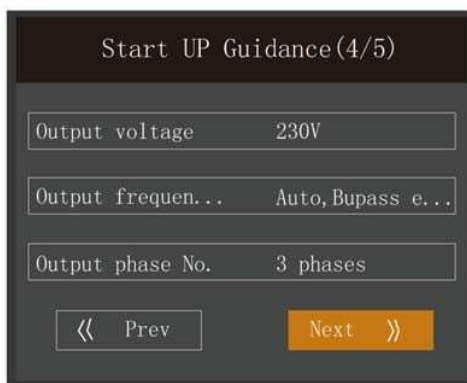 Start UP Guidance(4/5)
Output voltage 230V
Output frequen... Auto,Bupass e...
Output phase No. 3 phases
《 Prev
Next 》